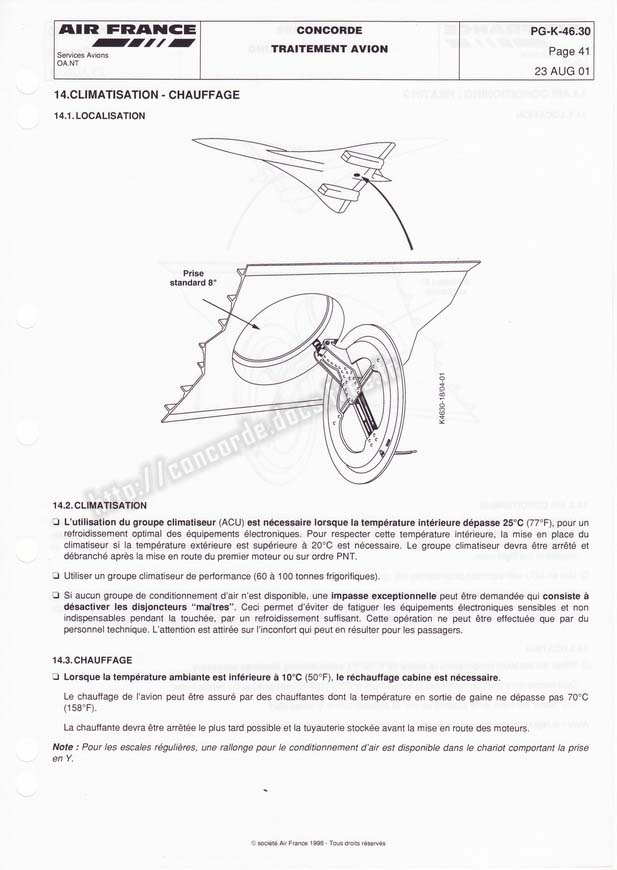 AIR FRANCE
Services Avions
OA.NT
CONCORDE
TRAITEMENT AVION
PG-K-46.30
Page 41
23 AUG 01
14.CLIMATISATION - CHAUFFAGE
14.1. LOCALISATION
Prise
standard 8"
K4630-18/04-01
14.2. CLIMATISATION
❑ L'utilisation du groupe climatiseur (ACU) est nécessaire lorsque la température intérieure dépasse 25°C (77°F), pour un
refroidissement optimal des équipements électroniques. Pour respecter cette température intérieure, la mise en place du
climatiseur si la température extérieure est supérieure à 20°C est nécessaire. Le groupe climatiseur devra être arrêté et
débranché après la mise en route du premier moteur ou sur ordre PNT.
❑ Utiliser un groupe climatiseur de performance (60 à 100 tonnes frigorifiques).
❑ Si aucun groupe de conditionnement d'air n'est disponible, une impasse exceptionnelle peut être demandée qui consiste à
désactiver les disjoncteurs "maîtres". Ceci permet d'éviter de fatiguer les équipements électroniques sensibles et non
indispensables pendant la touchée, par un refroidissement suffisant. Cette opération ne peut être effectuée que par du
personnel technique. L'attention est attirée sur l'inconfort qui peut en résulter pour les passagers.
14.3. CHAUFFAGE
❑ Lorsque la température ambiante est inférieure à 10°C (50°F), le réchauffage cabine est nécessaire.
Le chauffage de l'avion peut être assuré par des chauffantes dont la température en sortie de gaine ne dépasse pas 70°C
(158°F).
La chauffante devra être arrêtée le plus tard possible et la tuyauterie stockée avant la mise en route des moteurs.
Note : Pour les escales régulières, une rallonge pour le conditionnement d'air est disponible dans le chariot comportant la prise
en Y.
© société Air France 1998 - Tous droits réservés